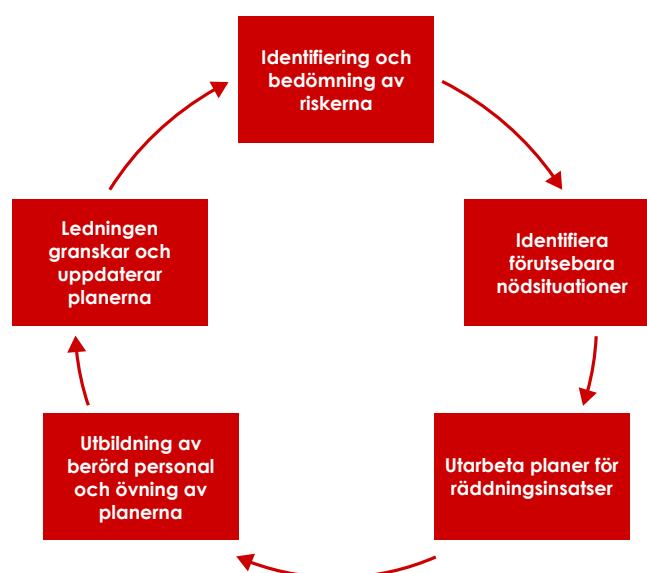 Identifiering och
bedömning av
riskerna
Identifiera
förutsebara
nödsituationer
Utarbeta planer för
räddningsinsatser
Utbildning av
berörd personal
och övning av
planerna
Ledningen
granskar och
uppdaterar
planerna